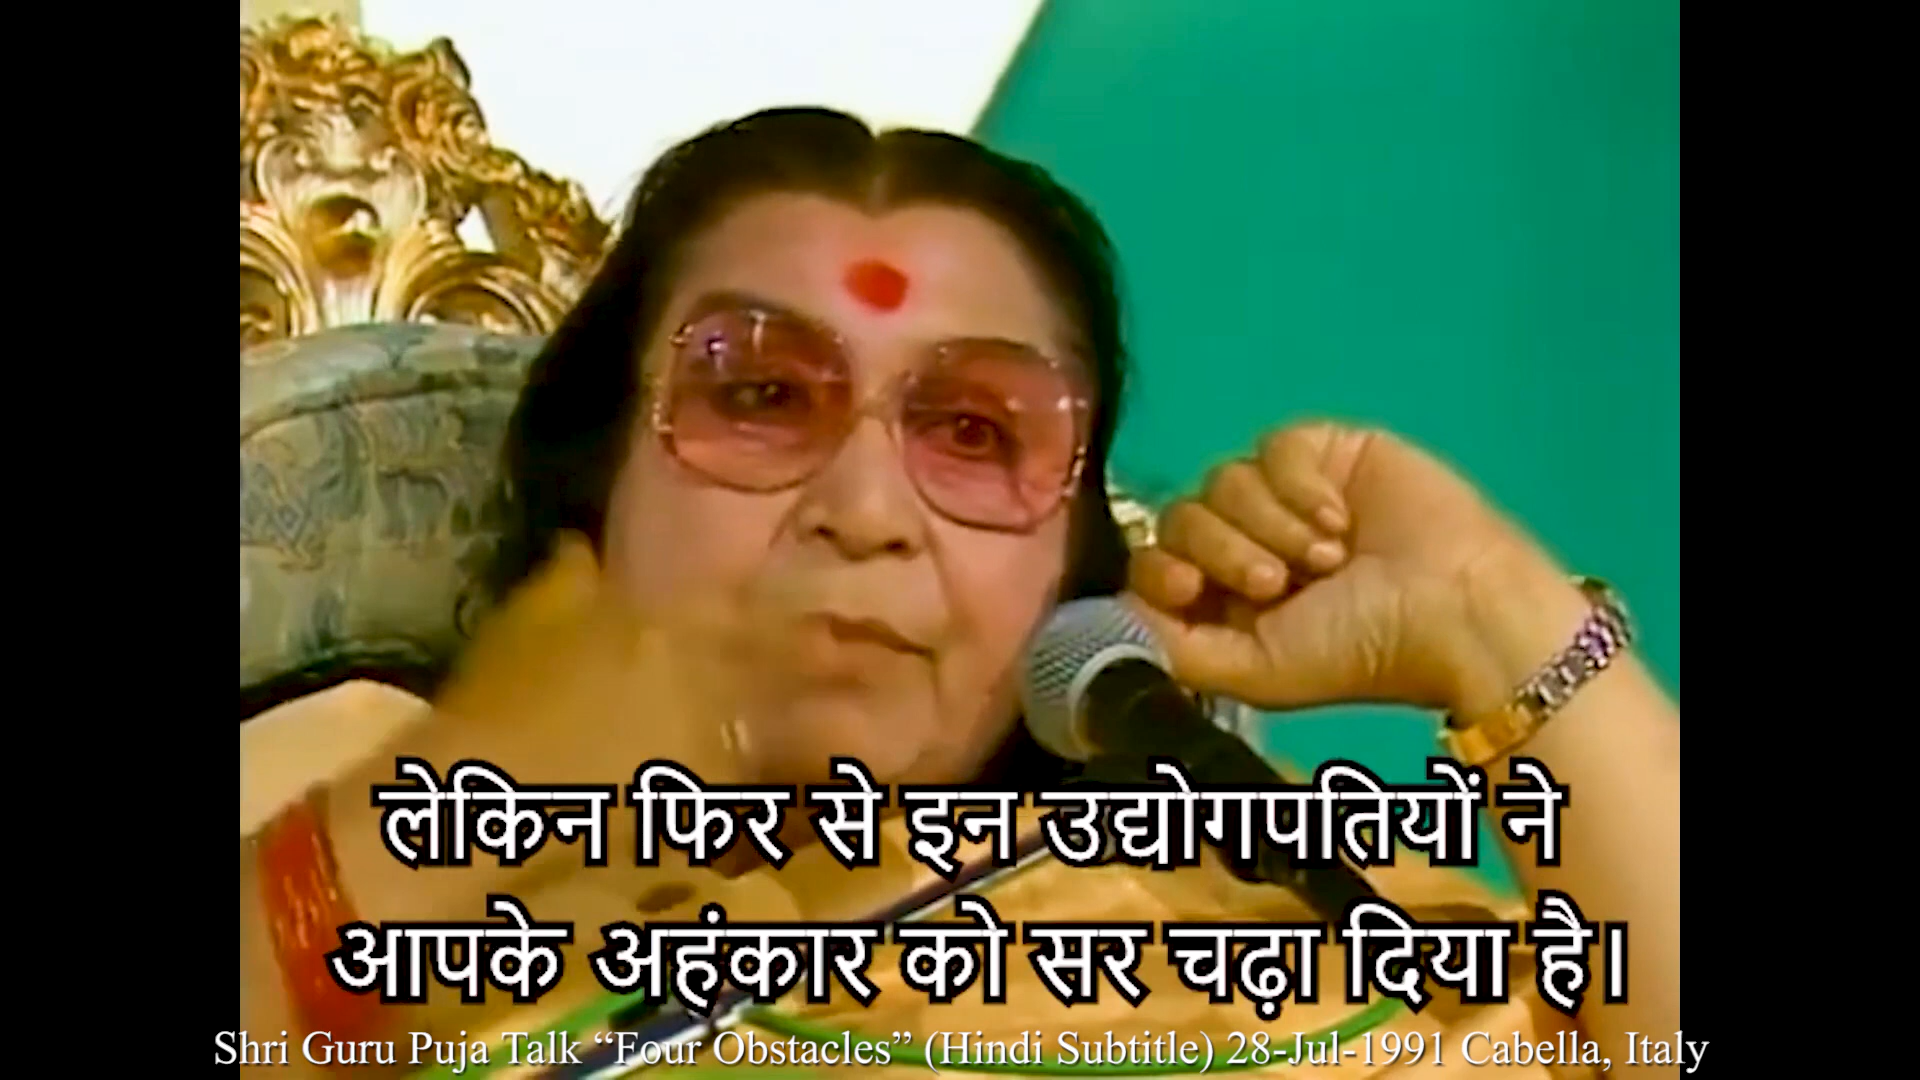 लेकिन फिर से इन उद्योगपतियों ने
आपके अहंकार को सर चढ़ा दिया है।
Shri Guru Puja Talk “Four Obstacles” (Hindi Subtitle) 28-Jul-1991 Cabella, Italy